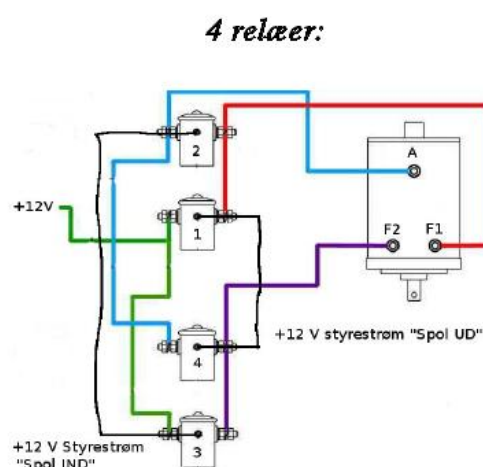 4 relæer:
2
A
+12V
1
F2
F1
4
+12 V styrestrøm "Spol UD"
3
+12 V Styrestrøm
"Spol IND"